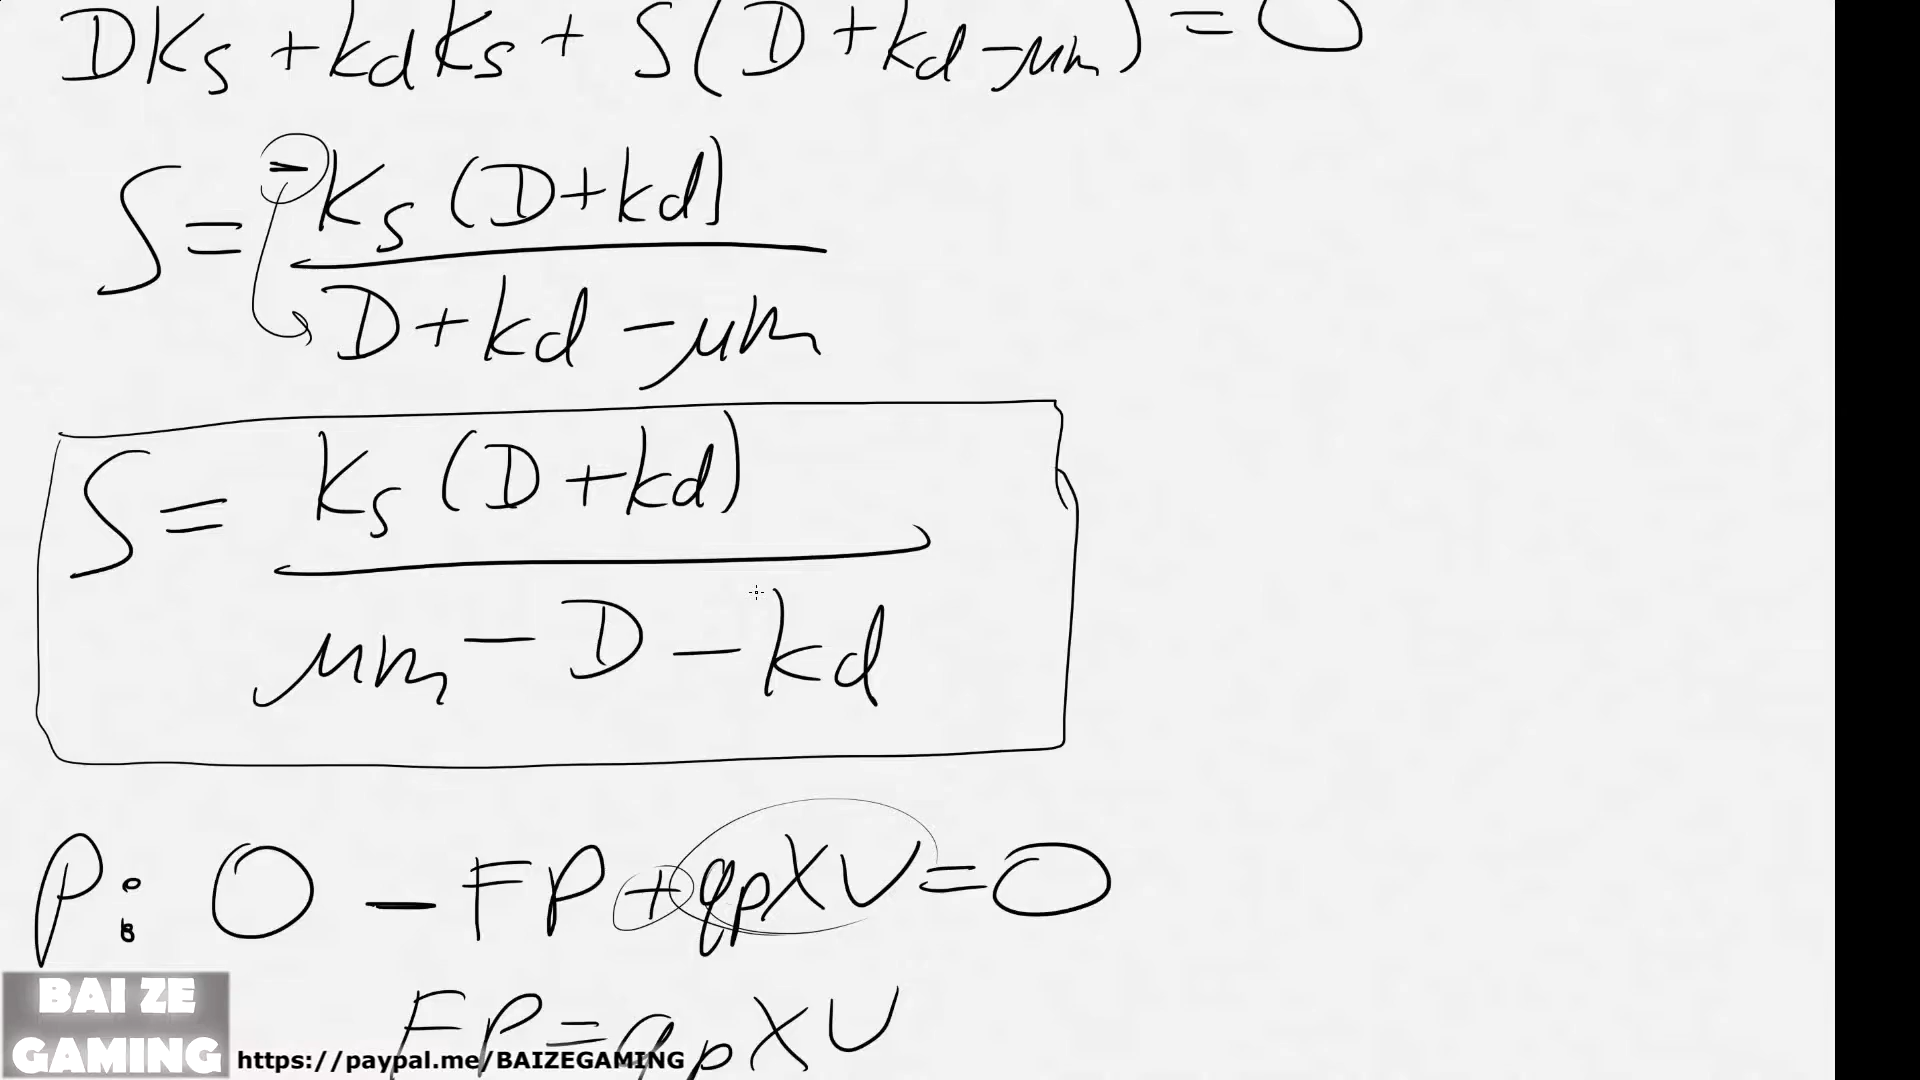 DKs + kdKs + S(D + kd - μm) = 0
S = -Ks (D + kd) / D + kd - μm
S = Ks (D + kd) / μm - D - kd
P: 0 - FP + qpXV = 0
FP = qpXV
BAI ZE
GAMING
https://paypal.me/BAIZEGAMING